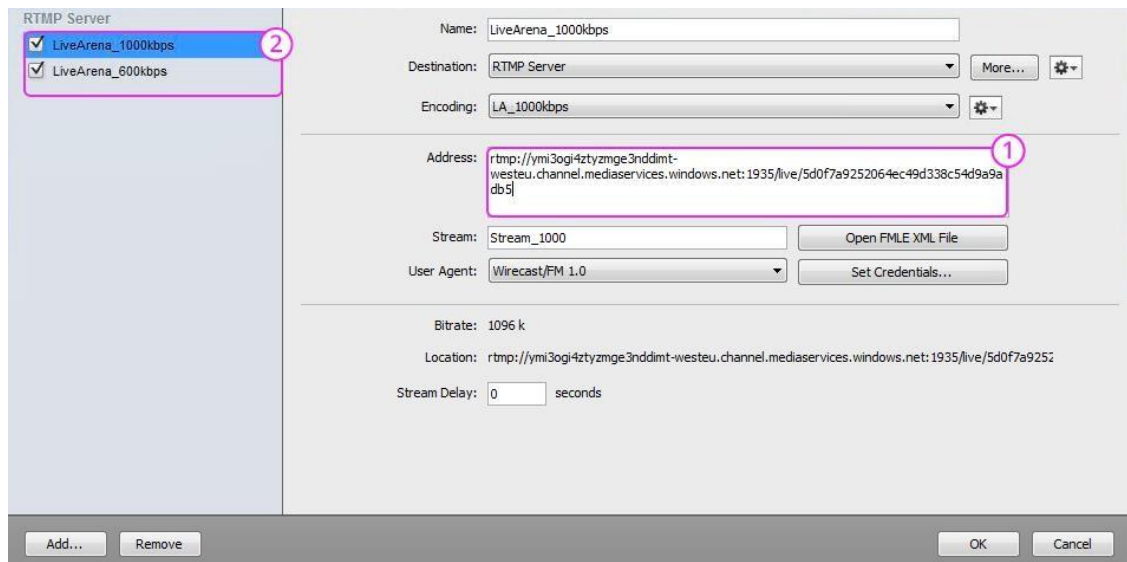 RTMP Server
LiveArena_1000kbps
2
LiveArena_600kbps
Name: LiveArena_1000kbps
Destination: RTMP Server More...
Encoding: LA_1000kbps
1
Address: rtmp://ymi3ogi4ztyzmge3nddimt-
westeu.channel.mediaservices.windows.net:1935/live/5d0f7a9252064ec49d338c54d9a9a
db5
Stream: Stream_1000 Open FMLE XML File
User Agent: Wirecast/FM 1.0 Set Credentials...
Bitrate: 1096 k
Location: rtmp://ymi3ogi4ztyzmge3nddimt-westeu.channel.mediaservices.windows.net:1935/live/5d0f7a9252
Stream Delay: 0 seconds
Add... Remove OK Cancel